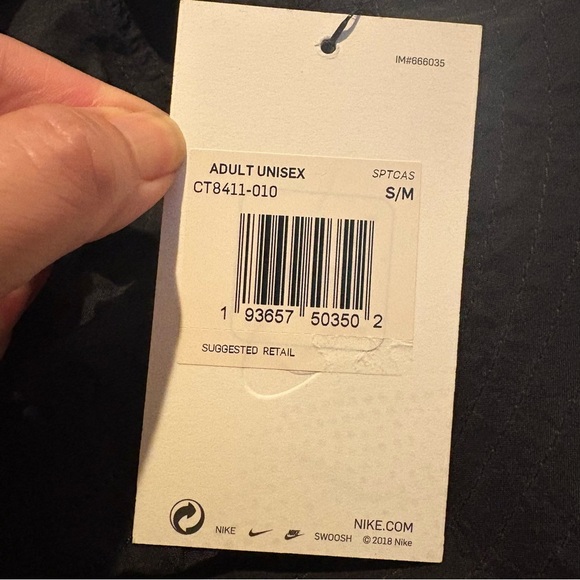 IM#666035
ADULT UNISEX SPTCAS
CT8411-010 S/M
1 93657 50350 2
SUGGESTED RETAIL
NIKE.COM
NIKE SWOOSH © 2018 Nike